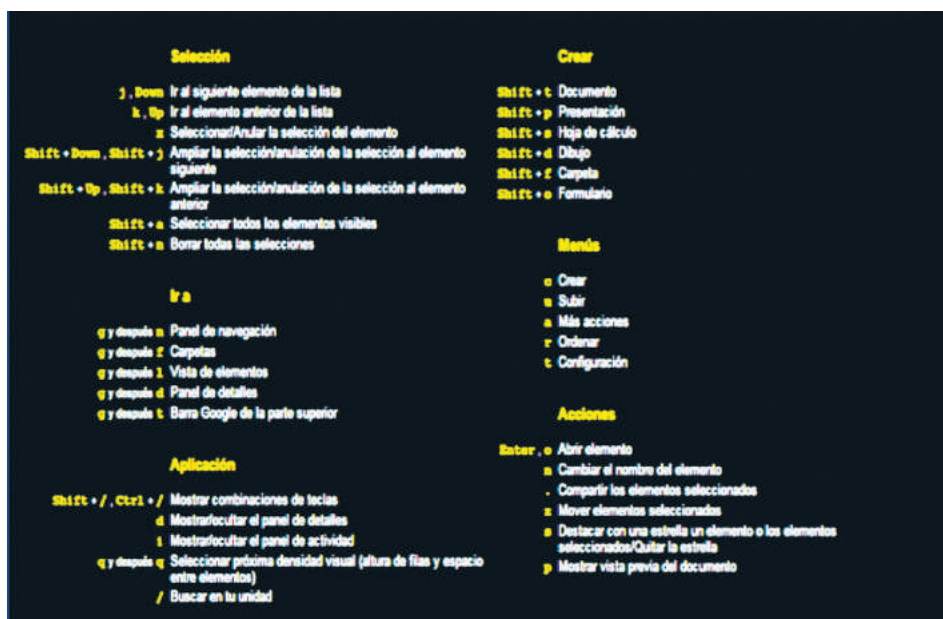 Selección
j , Down Ir al siguiente elemento de la lista
k , Up Ir al elemento anterior de la lista
x Seleccionar/Anular la selección del elemento
Shift + Down , Shift + j Ampliar la selección/anulación de la selección al elemento
siguiente
Shift + Up , Shift + k Ampliar la selección/anulación de la selección al elemento
anterior
Shift + a Seleccionar todos los elementos visibles
Shift + n Borrar todas las selecciones
Ir a
g y después n Panel de navegación
g y después f Carpetas
g y después l Vista de elementos
g y después d Panel de detalles
g y después t Barra Google de la parte superior
Aplicación
Shift + / , Ctrl + / Mostrar combinaciones de teclas
d Mostrar/ocultar el panel de detalles
i Mostrar/ocultar el panel de actividad
q y después q Seleccionar próxima densidad visual (altura de filas y espacio
entre elementos)
/ Buscar en tu unidad
Crear
Shift + t Documento
Shift + p Presentación
Shift + s Hoja de cálculo
Shift + d Dibujo
Shift + f Carpeta
Shift + o Formulario
Menús
c Crear
u Subir
a Más acciones
r Ordenar
t Configuración
Acciones
Enter , o Abrir elemento
n Cambiar el nombre del elemento
. Compartir los elementos seleccionados
z Mover elementos seleccionados
s Destacar con una estrella un elemento o los elementos
seleccionados/Quitar la estrella
p Mostrar vista previa del documento